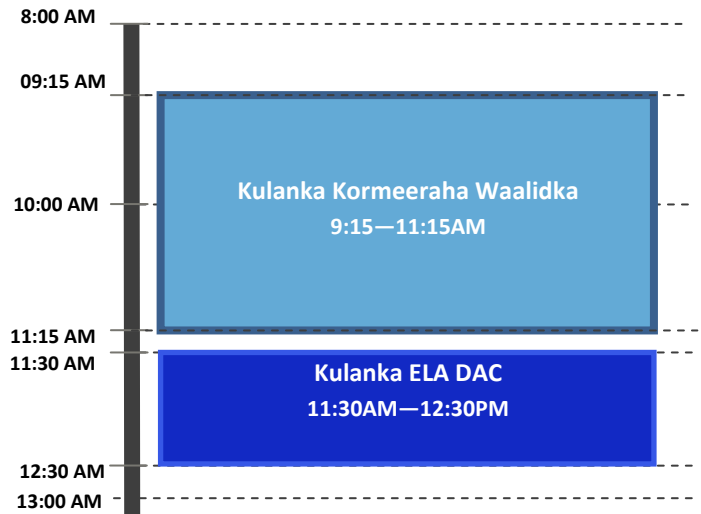 8:00 AM
09:15 AM
Kulanka Kormeeraha Waalidka
10:00 AM
9:15—11:15AM
11:15 AM
11:30 AM
Kulanka ELA DAC
11:30AM—12:30PM
12:30 AM
13:00 AM